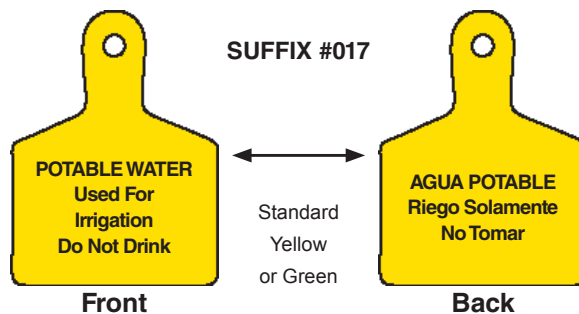 SUFFIX #017
POTABLE WATER
Used For
Irrigation
Do Not Drink
Front
Standard
Yellow
or Green
AGUA POTABLE
Riego Solamente
No Tomar
Back